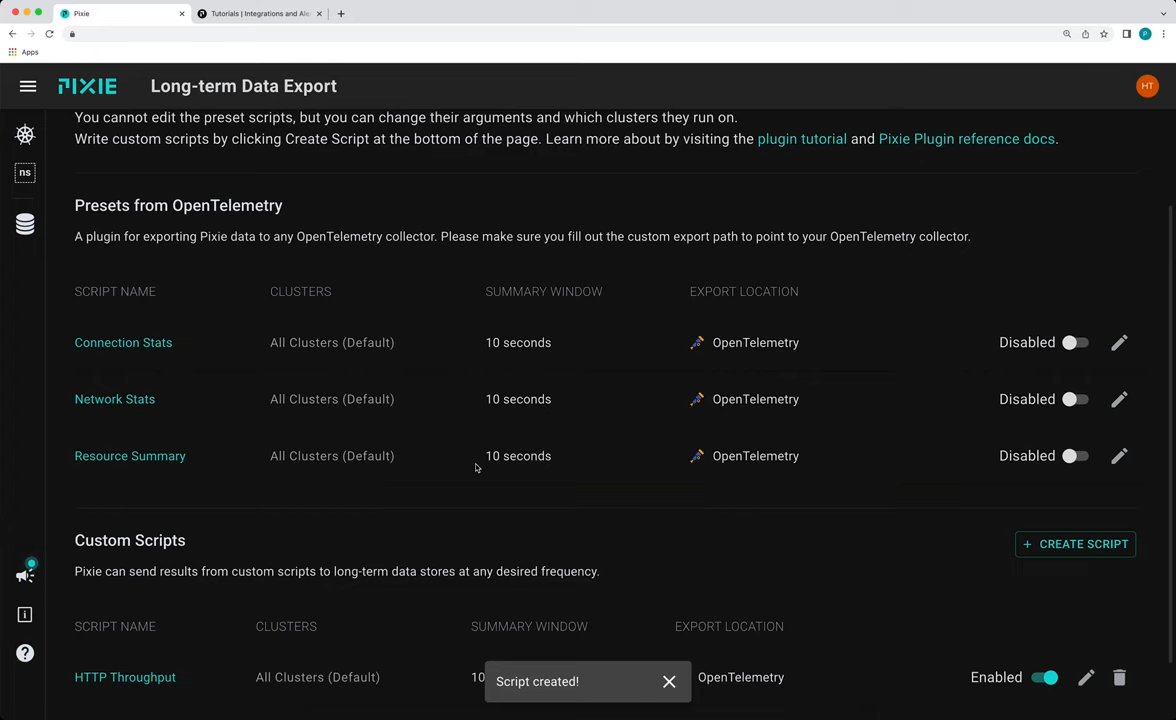 Pixie
Tutorials | Integrations and Ale
Apps
P
PIXIE
Long-term Data Export
HT
You cannot edit the preset scripts, but you can change their arguments and which clusters they run on.
Write custom scripts by clicking Create Script at the bottom of the page. Learn more about by visiting the plugin tutorial and Pixie Plugin reference docs.
ns
Presets from OpenTelemetry
A plugin for exporting Pixie data to any OpenTelemetry collector. Please make sure you fill out the custom export path to point to your OpenTelemetry collector.
SCRIPT NAME CLUSTERS SUMMARY WINDOW EXPORT LOCATION
Connection Stats All Clusters (Default) 10 seconds OpenTelemetry Disabled
Network Stats All Clusters (Default) 10 seconds OpenTelemetry Disabled
Resource Summary All Clusters (Default) 10 seconds OpenTelemetry Disabled
Custom Scripts
+ CREATE SCRIPT
Pixie can send results from custom scripts to long-term data stores at any desired frequency.
SCRIPT NAME CLUSTERS SUMMARY WINDOW EXPORT LOCATION
HTTP Throughput All Clusters (Default) 10 OpenTelemetry Enabled
Script created!